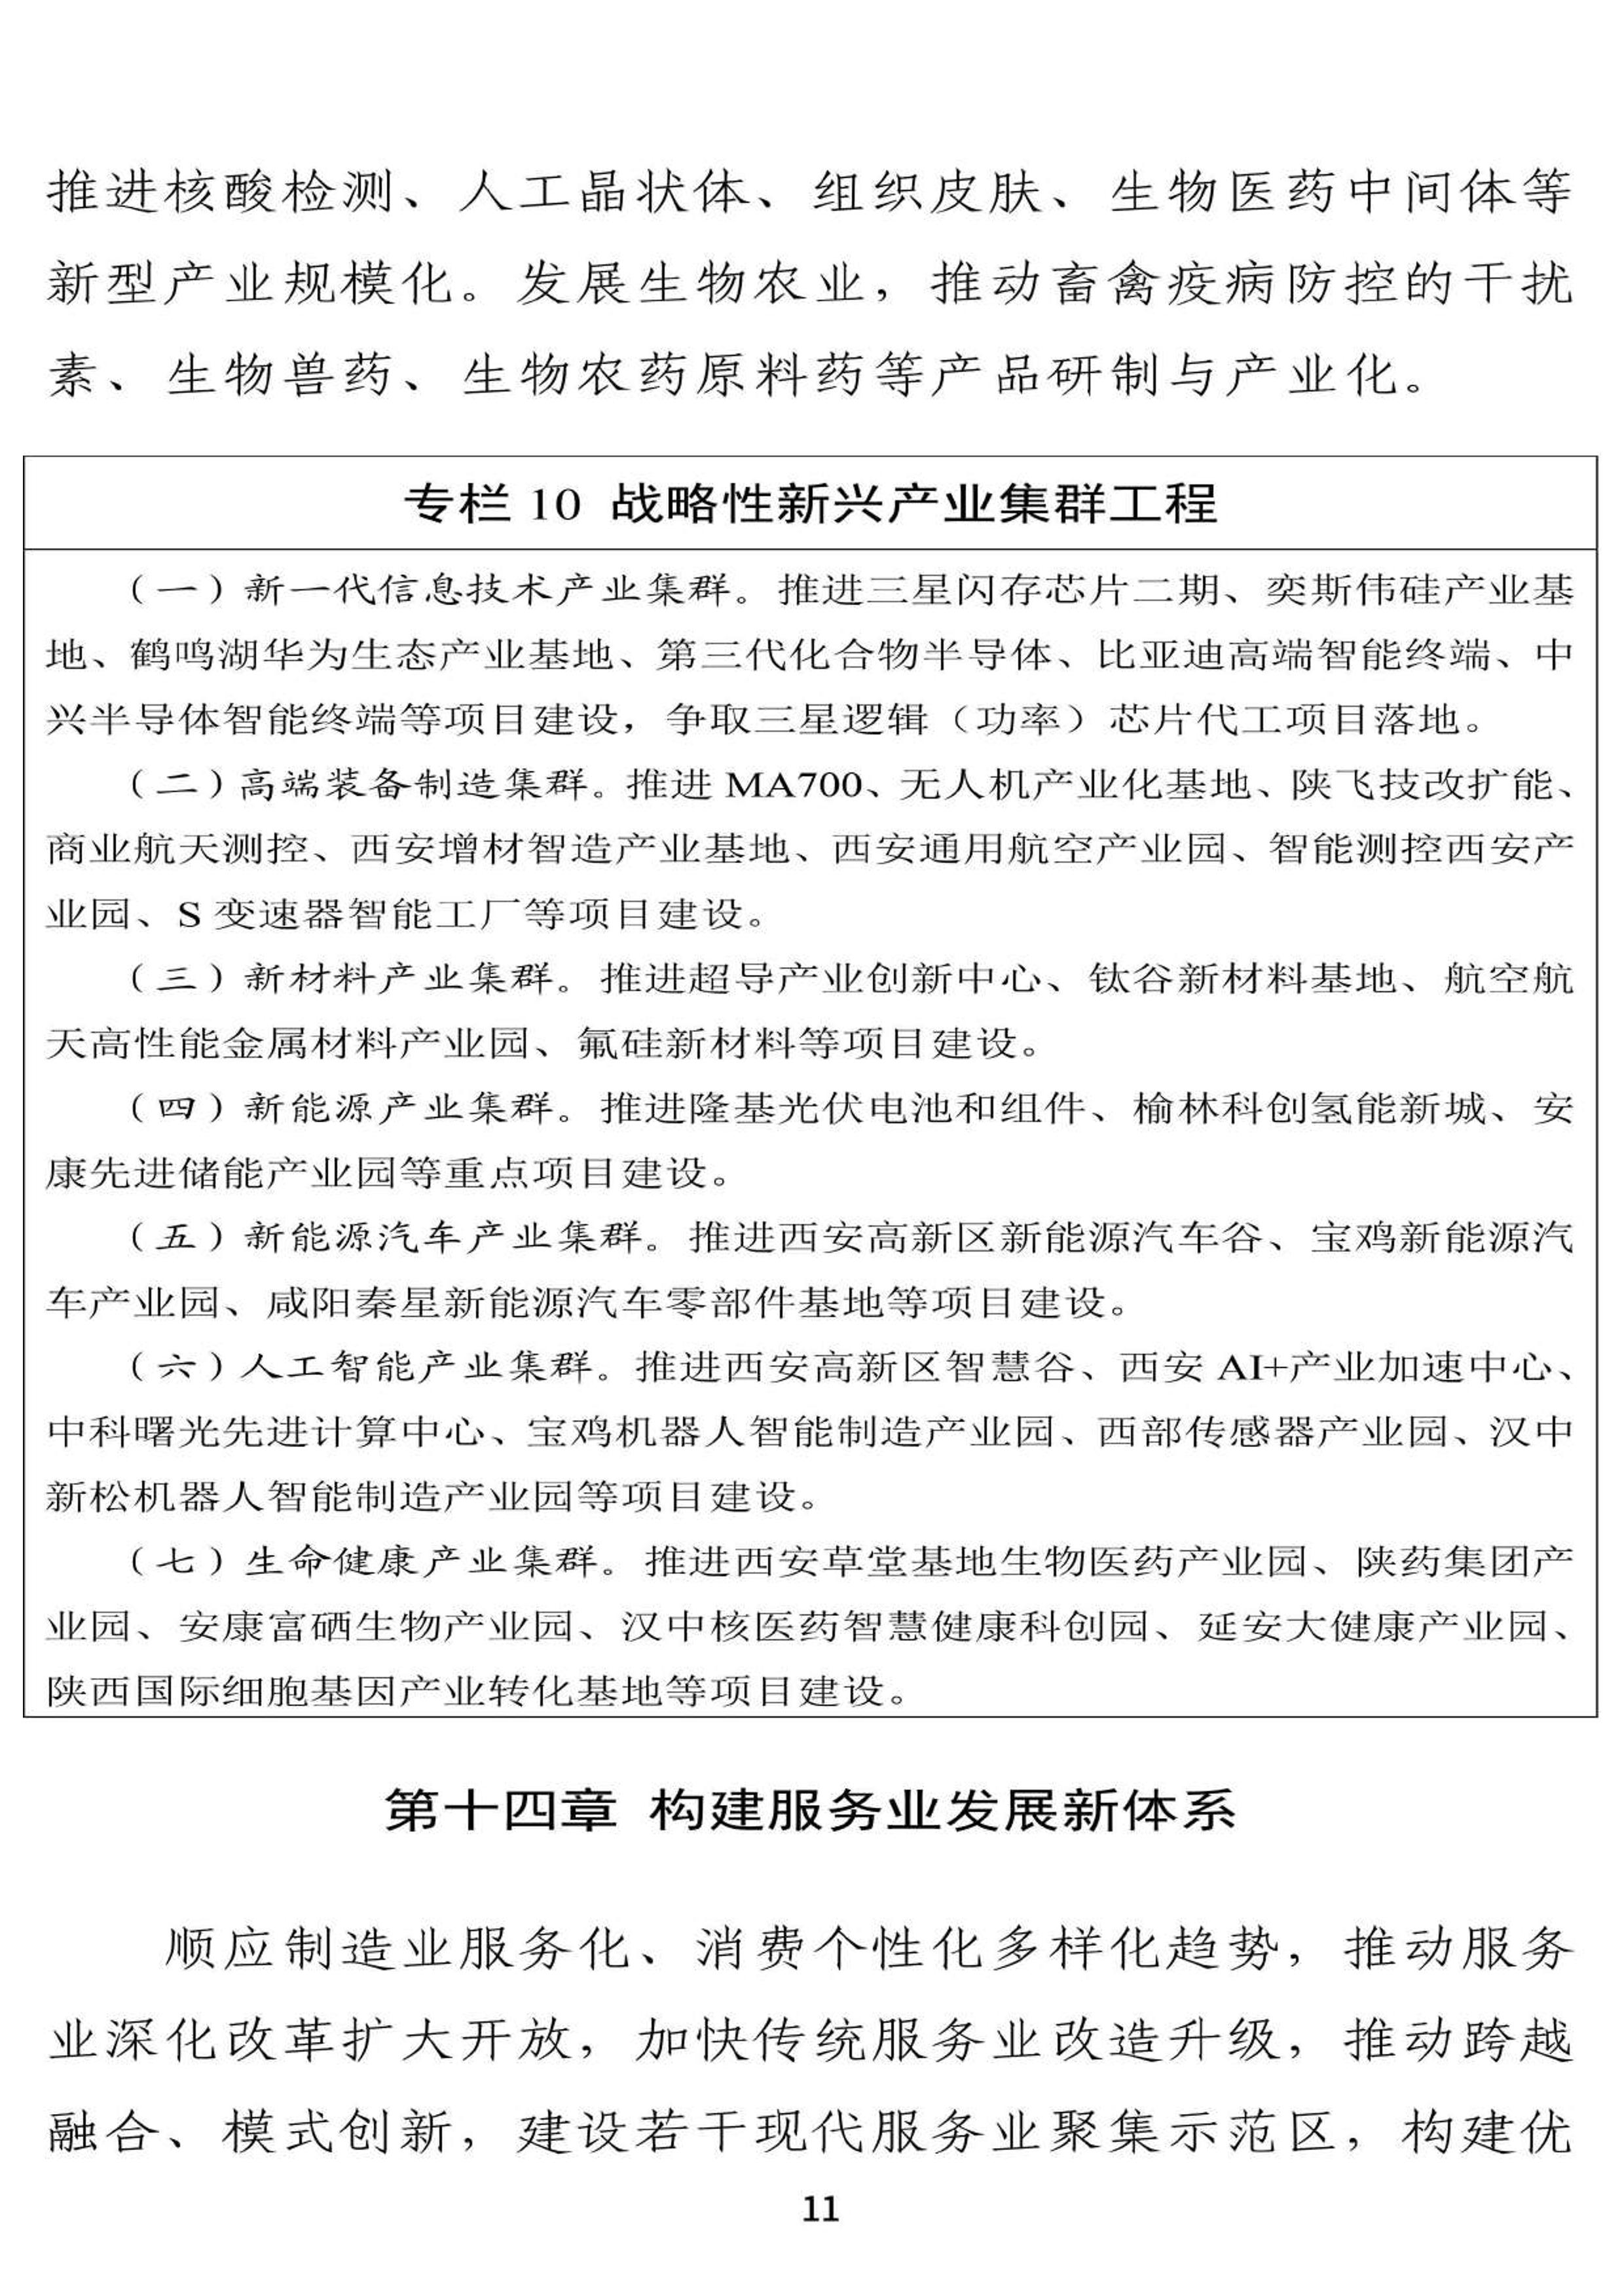 推进核酸检测、人工晶状体、组织皮肤、生物医药中间体等
新型产业规模化。发展生物农业，推动畜禽疫病防控的干扰
素、生物兽药、生物农药原料药等产品研制与产业化。
专栏 10 战略性新兴产业集群工程
（一）新一代信息技术产业集群。推进三星闪存芯片二期、奕斯伟硅产业基
地、鹤鸣湖华为生态产业基地、第三代化合物半导体、比亚迪高端智能终端、中
兴半导体智能终端等项目建设，争取三星逻辑（功率）芯片代工项目落地。
（二）高端装备制造集群。推进 MA700、无人机产业化基地、陕飞技改扩能、
商业航天测控、西安增材智造产业基地、西安通用航空产业园、智能测控西安产
业园、S 变速器智能工厂等项目建设。
（三）新材料产业集群。推进超导产业创新中心、钛谷新材料基地、航空航
天高性能金属材料产业园、氟硅新材料等项目建设。
（四）新能源产业集群。推进隆基光伏电池和组件、榆林科创氢能新城、安
康先进储能产业园等重点项目建设。
（五）新能源汽车产业集群。推进西安高新区新能源汽车谷、宝鸡新能源汽
车产业园、咸阳秦星新能源汽车零部件基地等项目建设。
（六）人工智能产业集群。推进西安高新区智慧谷、西安 AI+产业加速中心、
中科曙光先进计算中心、宝鸡机器人智能制造产业园、西部传感器产业园、汉中
新松机器人智能制造产业园等项目建设。
（七）生命健康产业集群。推进西安草堂基地生物医药产业园、陕药集团产
业园、安康富硒生物产业园、汉中核医药智慧健康科创园、延安大健康产业园、
陕西国际细胞基因产业转化基地等项目建设。
第十四章 构建服务业发展新体系
顺应制造业服务化、消费个性化多样化趋势，推动服务
业深化改革扩大开放，加快传统服务业改造升级，推动跨越
融合、模式创新，建设若干现代服务业聚集示范区，构建优
11